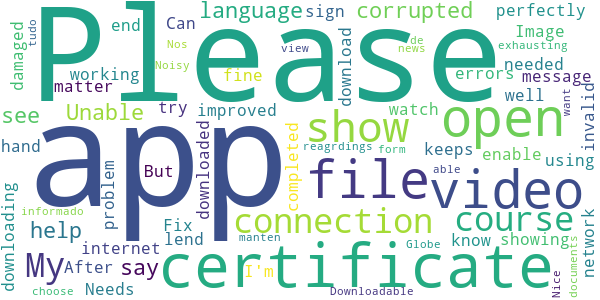 Please
app
certificate
file
video
open
show
connection
course
My
say
help
language
corrupted
Unable
see
sign
Can
end
tudo
damaged
Nos
Noisy
view
de
news
perfectly
Image
exhausting
needed
message
errors
working
fine
download
matter
But
try
improved
watch
well
want
invalid
hand
problem
downloaded
completed
reagrdings
form
able
keeps
enable
using
downloading
informado
choose
Fix
lend
After
internet
Needs
I'm
manten
Globe
know
showing
Downloadable
Nice
documents
network